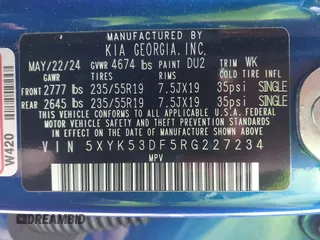 MANUFACTURED BY
KIA GEORGIA, INC.
MAY/22/24 GVWR 4674 lbs PAINT DU2 TRIM WK
GAWR TIRES RIMS COLD TIRE INFL
FRONT 2777 lbs 235/55R19 7.5JX19 35psi SINGLE
REAR 2645 lbs 235/55R19 7.5JX19 35psi SINGLE
THIS VEHICLE CONFORMS TO ALL APPLICABLE FEDERAL
MOTOR VEHICLE SAFETY, BUMPER, AND THEFT PREVENTION
STANDARDS IN EFFECT ON THE DATE OF MANUFACTURE
SHOWN ABOVE.
VIN 5XYK53DF5RG227234
MPV
W420
DREAMBID